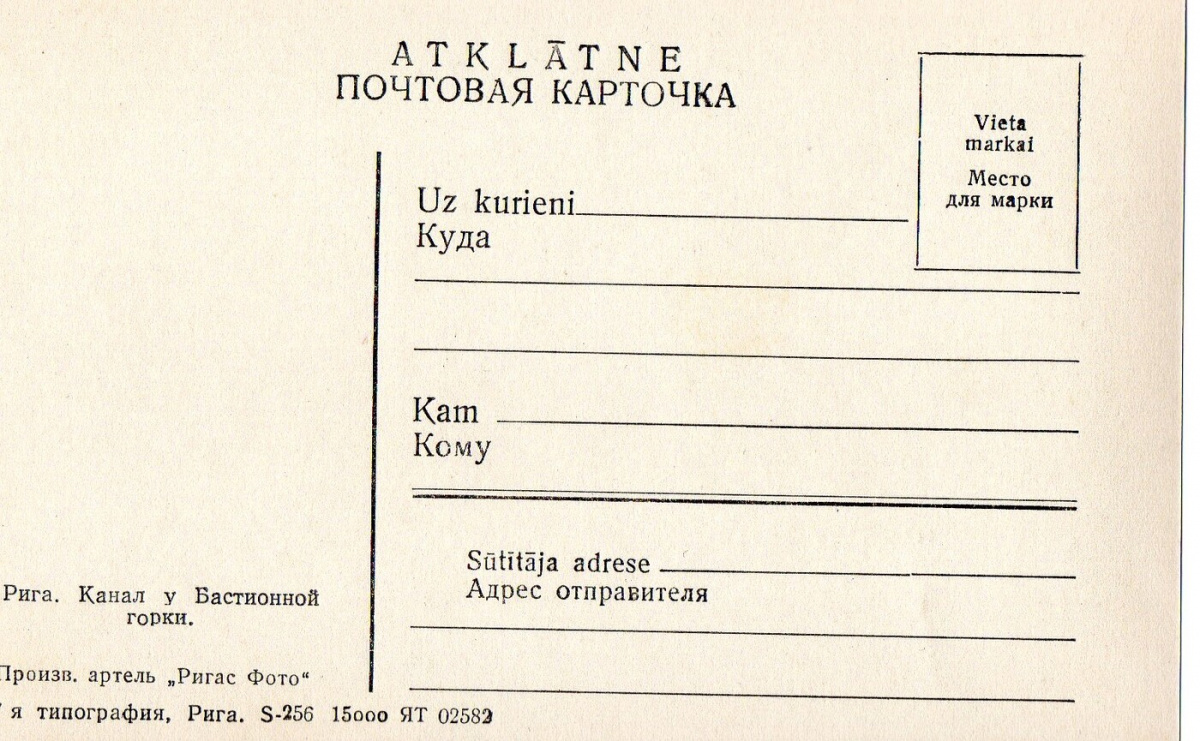 ATKLĀTNE
ПОЧТОВАЯ КАРТОЧКА
Vieta
markai
Место
для марки
Uz kurieni
Куда
Kam
Кому
Sūtītāja adrese
Адрес отправителя
Рига. Канал у Бастионной
горки.
Произв. артель „Ригас Фото“
я типография, Рига. S-256 15000 ЯТ 02582